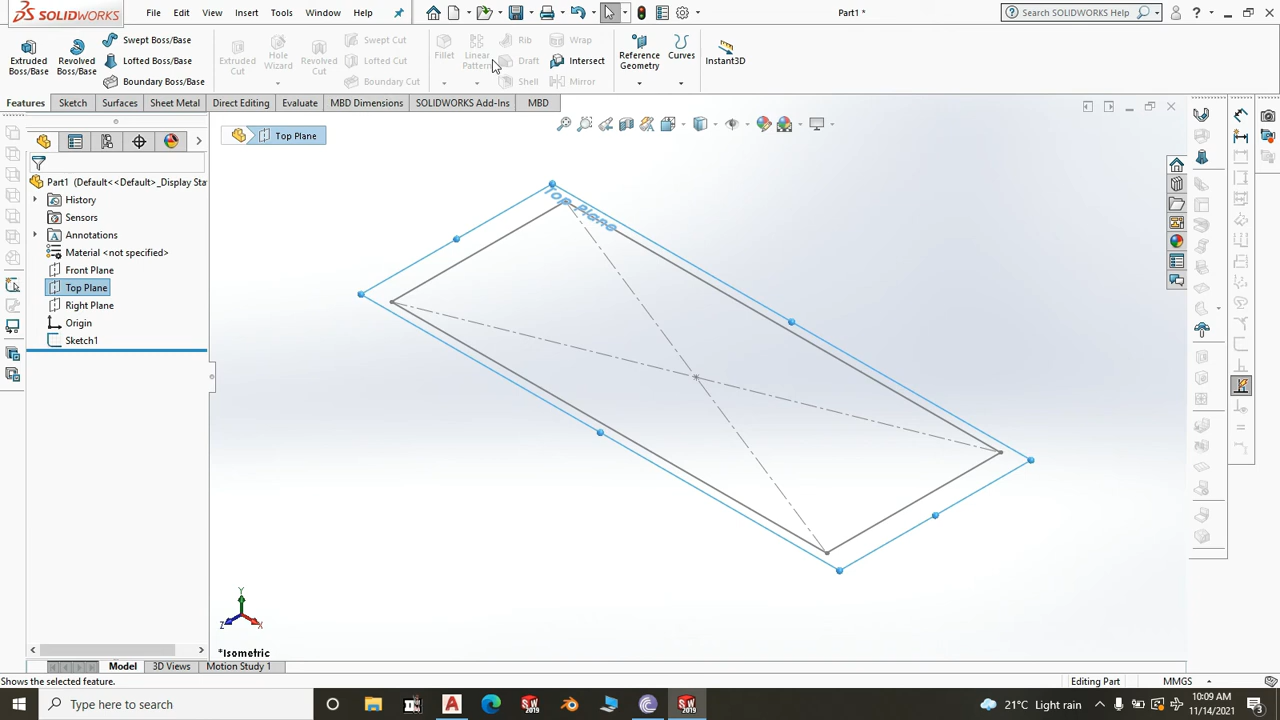 SOLIDWORKS
File
Edit
View
Insert
Tools
Window
Help
Part1 *
Search SOLIDWORKS Help
Extruded Boss/Base
Revolved Boss/Base
Swept Boss/Base
Lofted Boss/Base
Boundary Boss/Base
Extruded Cut
Hole Wizard
Revolved Cut
Swept Cut
Lofted Cut
Boundary Cut
Fillet
Linear Pattern
Rib
Draft
Shell
Wrap
Intersect
Mirror
Reference Geometry
Curves
Instant3D
Features
Sketch
Surfaces
Sheet Metal
Direct Editing
Evaluate
MBD Dimensions
SOLIDWORKS Add-Ins
MBD
Top Plane
Part1 (Default<<Default>_Display Sta
History
Sensors
Annotations
Material <not specified>
Front Plane
Top Plane
Right Plane
Origin
Sketch1
Top Plane
Y
Z
X
*Isometric
Model
3D Views
Motion Study 1
Shows the selected feature.
Editing Part
MMGS
Type here to search
21°C Light rain
10:09 AM
11/14/2021